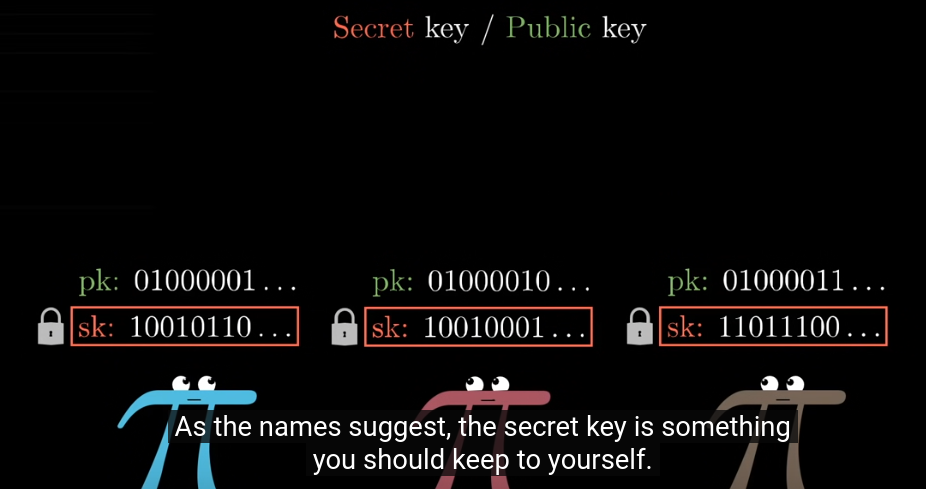 Secret key / Public key
pk: 01000001... pk: 01000010... pk: 01000011...
sk: 10010110... sk: 10010001... sk: 11011100...
As the names suggest, the secret key is something
you should keep to yourself.